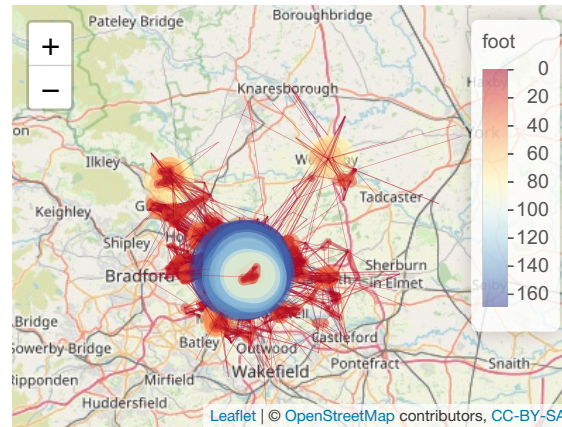 Pateley Bridge
Boroughbridge
+
−
foot
0
20
40
60
80
100
120
140
160
Knaresborough
on
Ilkley
Tadcaster
Keighley
Shipley
Bradford
Sherburn
in Elmet
Bridge
Sowerby Bridge
Batley
Outwood
Castleford
Pontefract
Snaith
Ripponden
Mirfield
Wakefield
Huddersfield
Leaflet | © OpenStreetMap contributors, CC-BY-SA